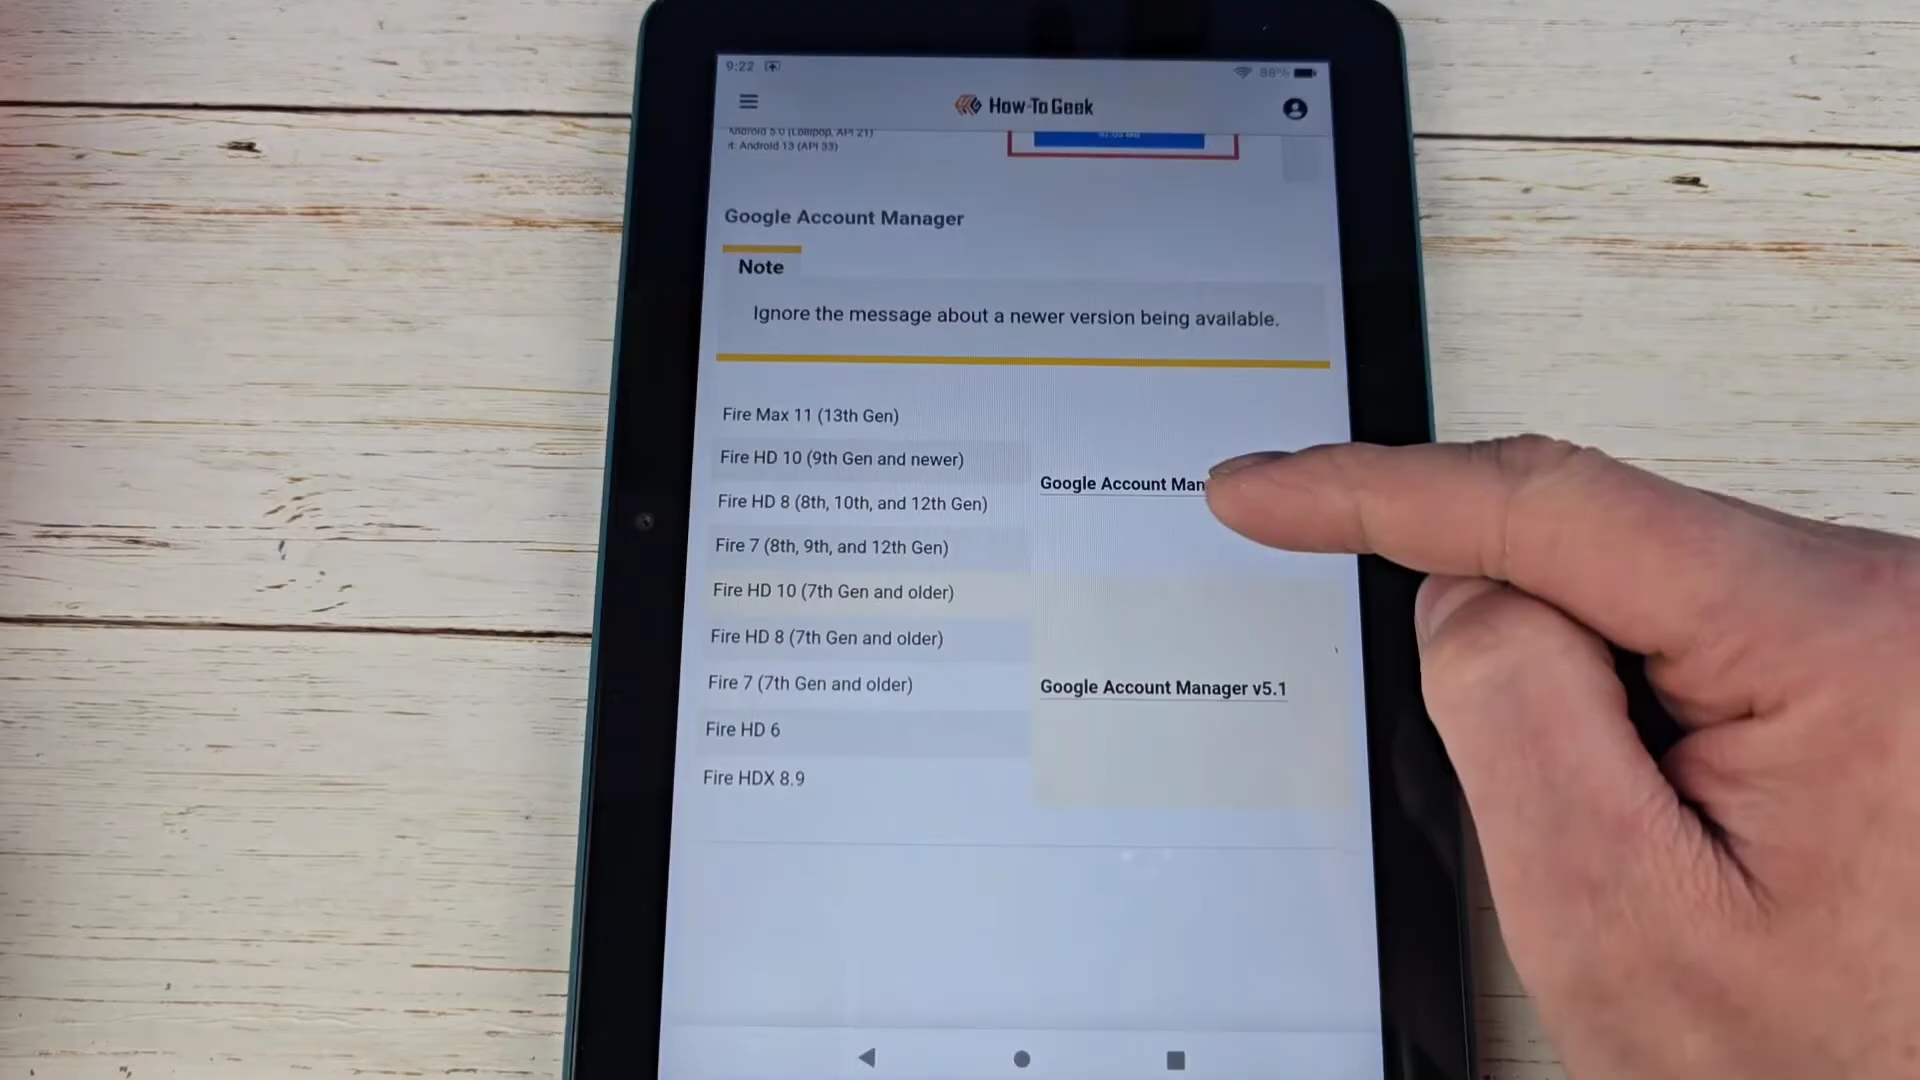 9:22
88%
How-To Geek
Android 5.0 (Lollipop, API 21)
it: Android 13 (API 33)
Google Account Manager
Note
Ignore the message about a newer version being available.
Fire Max 11 (13th Gen)
Fire HD 10 (9th Gen and newer)
Google Account Man
Fire HD 8 (8th, 10th, and 12th Gen)
Fire 7 (8th, 9th, and 12th Gen)
Fire HD 10 (7th Gen and older)
Fire HD 8 (7th Gen and older)
Fire 7 (7th Gen and older)
Google Account Manager v5.1
Fire HD 6
Fire HDX 8.9